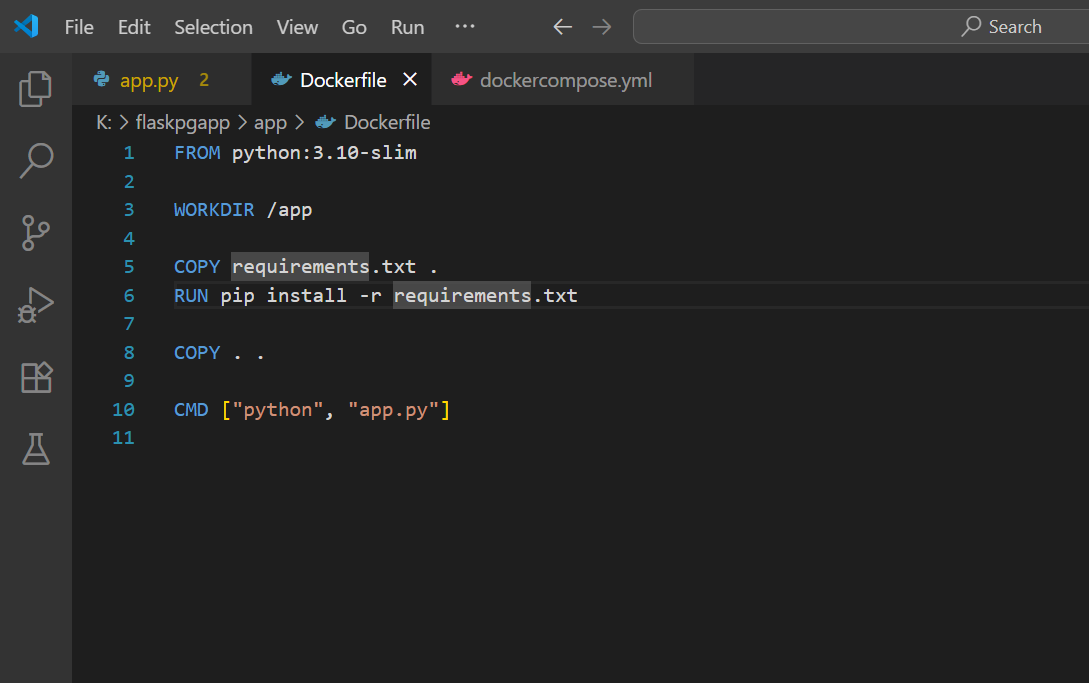 File Edit Selection View Go Run ··· ← → Search
app.py 2 Dockerfile × dockercompose.yml
K: > flaskpgapp > app > Dockerfile
1 FROM python:3.10-slim
2
3 WORKDIR /app
4
5 COPY requirements.txt .
6 RUN pip install -r requirements.txt
7
8 COPY . .
9
10 CMD ["python", "app.py"]
11